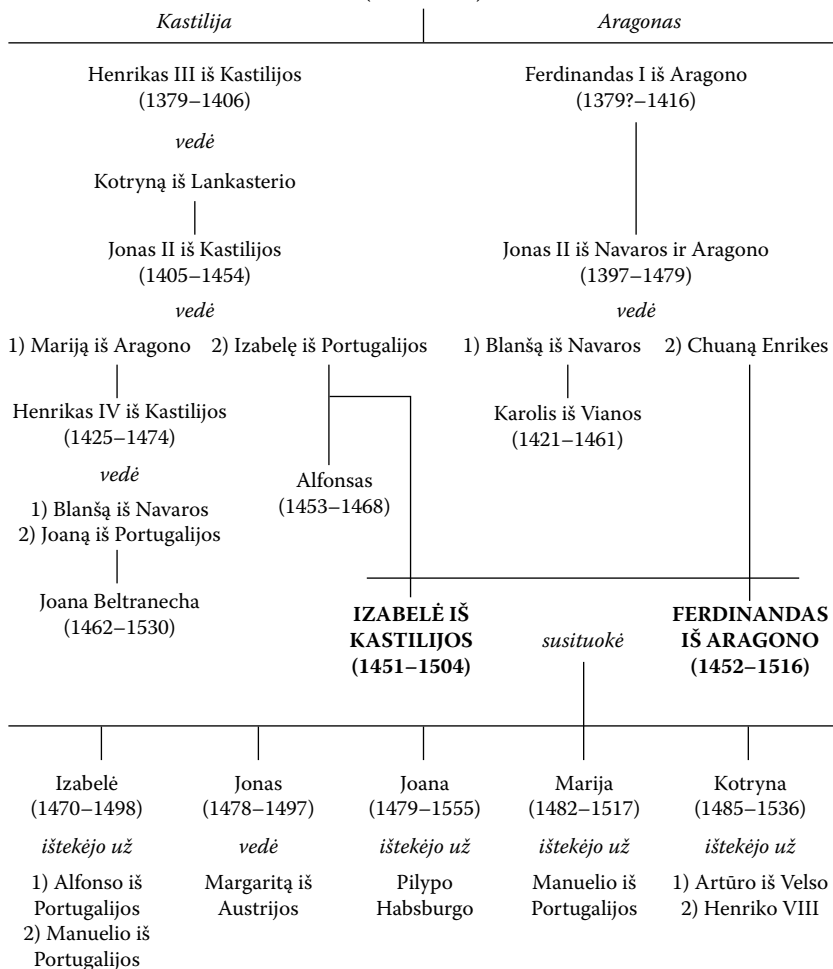 Kastilija
Aragonas
Henrikas III iš Kastilijos
(1379–1406)
vedė
Kotryną iš Lankasterio
Jonas II iš Kastilijos
(1405–1454)
vedė
1) Mariją iš Aragono
2) Izabelę iš Portugalijos
Henrikas IV iš Kastilijos
(1425–1474)
vedė
1) Blanšą iš Navaros
2) Joaną iš Portugalijos
Joana Beltranecha
(1462–1530)
Alfonsas
(1453–1468)
Ferdinandas I iš Aragono
(1379?–1416)
Jonas II iš Navaros ir Aragono
(1397–1479)
vedė
1) Blanšą iš Navaros
2) Chuaną Enrikes
Karolis iš Vianos
(1421–1461)
IZABELĖ IŠ
KASTILIJOS
(1451–1504)
susituokė
FERDINANDAS
IŠ ARAGONO
(1452–1516)
Izabelė
(1470–1498)
ištekėjo už
1) Alfonso iš
Portugalijos
2) Manuelio iš
Portugalijos
Jonas
(1478–1497)
vedė
Margaritą iš
Austrijos
Joana
(1479–1555)
ištekėjo už
Pilypo
Habsburgo
Marija
(1482–1517)
ištekėjo už
Manuelio iš
Portugalijos
Kotryna
(1485–1536)
ištekėjo už
1) Artūro iš Velso
2) Henriko VIII